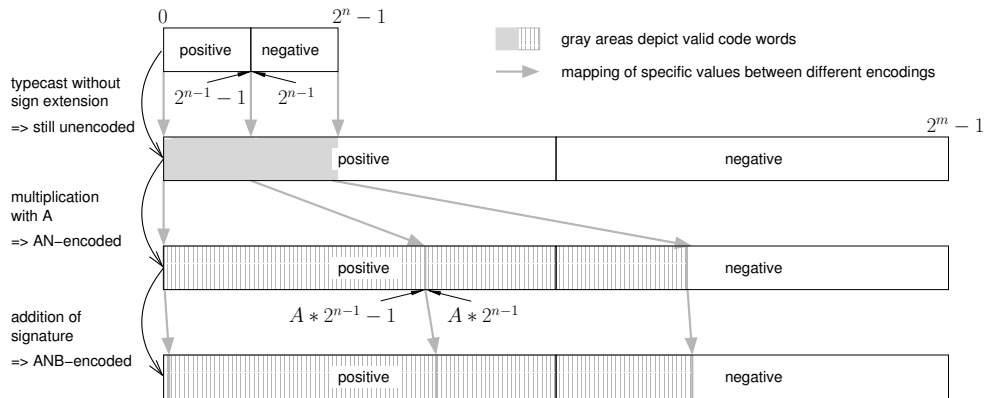 0
2^n − 1
positive
negative
gray areas depict valid code words
mapping of specific values between different encodings
typecast without
sign extension
=> still unencoded
2^{n−1} − 1
2^{n−1}
2^m − 1
positive
negative
multiplication
with A
=> AN−encoded
positive
negative
A ∗ 2^{n−1} − 1
A ∗ 2^{n−1}
addition of
signature
=> ANB−encoded
positive
negative